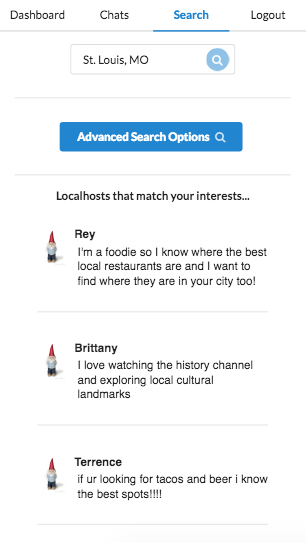 Dashboard Chats Search Logout
St. Louis, MO
Advanced Search Options
Localhosts that match your interests...
Rey
I'm a foodie so I know where the best
local restaurants are and I want to
find where they are in your city too!
Brittany
I love watching the history channel
and exploring local cultural
landmarks
Terrence
if ur looking for tacos and beer i know
the best spots!!!!